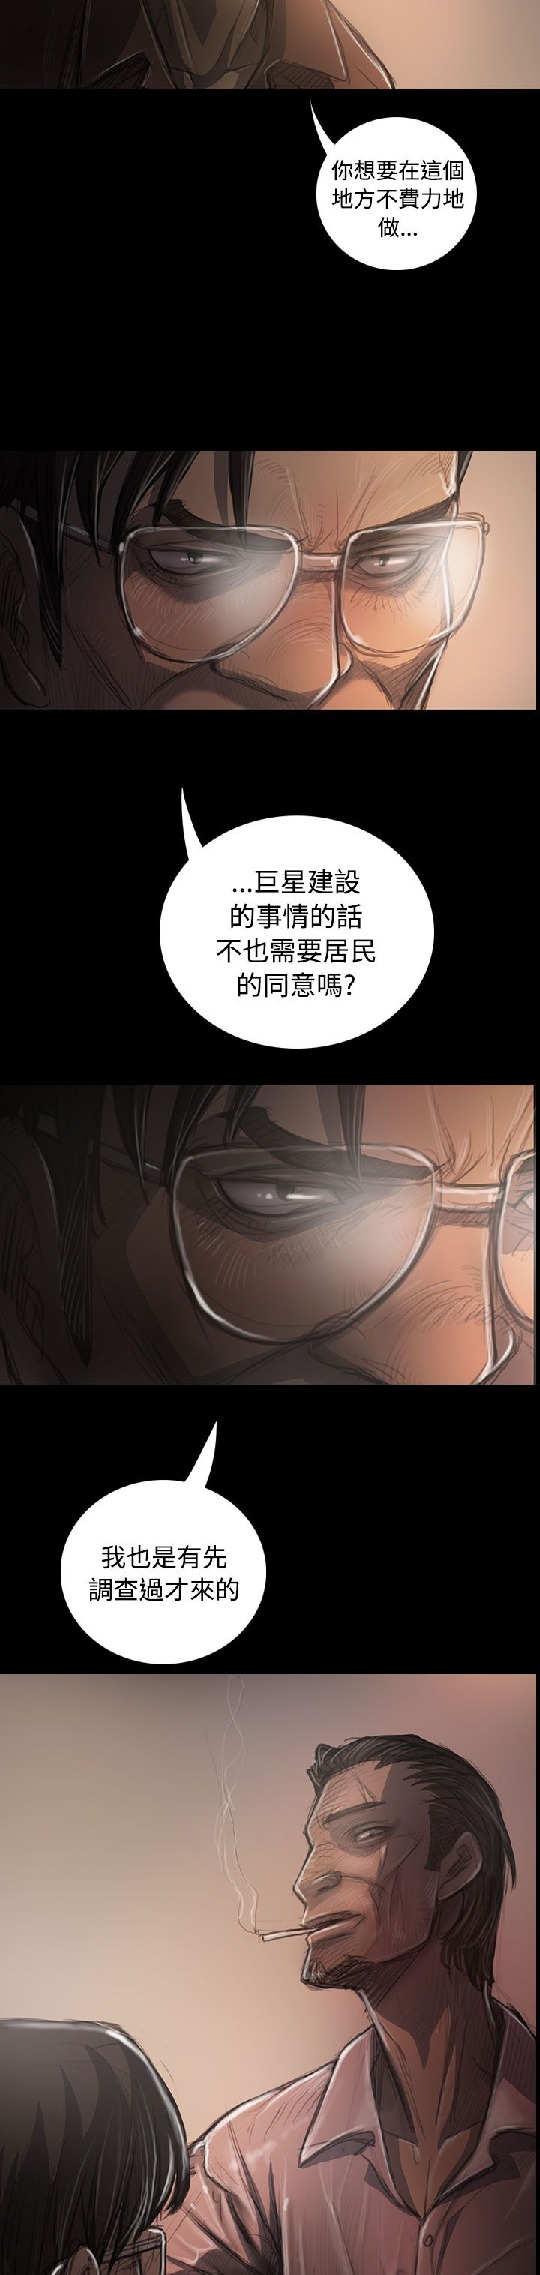 你想要在這個
地方不費力地
做...
...巨星建設
的事情的話
不也需要居民
的同意嗎?
我也是有先
調查過才來的